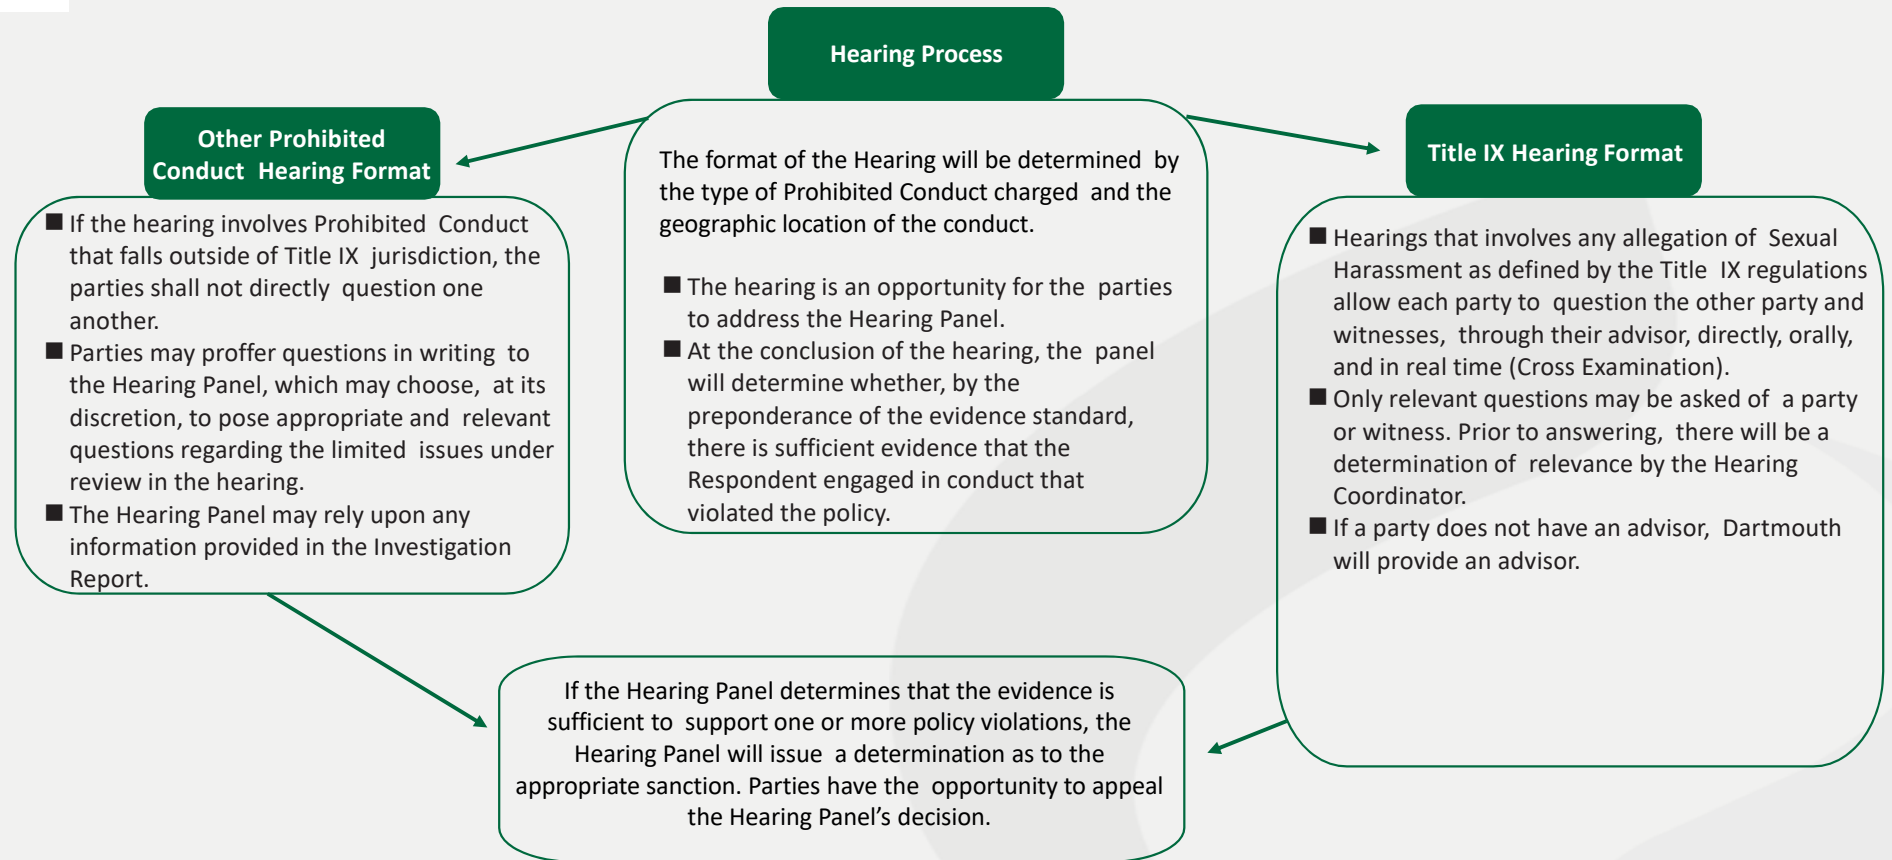 Hearing Process
The format of the Hearing will be determined by
the type of Prohibited Conduct charged and the
geographic location of the conduct.
■ The hearing is an opportunity for the parties
to address the Hearing Panel.
■ At the conclusion of the hearing, the panel
will determine whether, by the
preponderance of the evidence standard,
there is sufficient evidence that the
Respondent engaged in conduct that
violated the policy.
Other Prohibited
Conduct Hearing Format
■ If the hearing involves Prohibited Conduct
that falls outside of Title IX jurisdiction, the
parties shall not directly question one
another.
■ Parties may proffer questions in writing to
the Hearing Panel, which may choose, at its
discretion, to pose appropriate and relevant
questions regarding the limited issues under
review in the hearing.
■ The Hearing Panel may rely upon any
information provided in the Investigation
Report.
Title IX Hearing Format
■ Hearings that involves any allegation of Sexual
Harassment as defined by the Title IX regulations
allow each party to question the other party and
witnesses, through their advisor, directly, orally,
and in real time (Cross Examination).
■ Only relevant questions may be asked of a party
or witness. Prior to answering, there will be a
determination of relevance by the Hearing
Coordinator.
■ If a party does not have an advisor, Dartmouth
will provide an advisor.
If the Hearing Panel determines that the evidence is
sufficient to support one or more policy violations, the
Hearing Panel will issue a determination as to the
appropriate sanction. Parties have the opportunity to appeal
the Hearing Panel's decision.